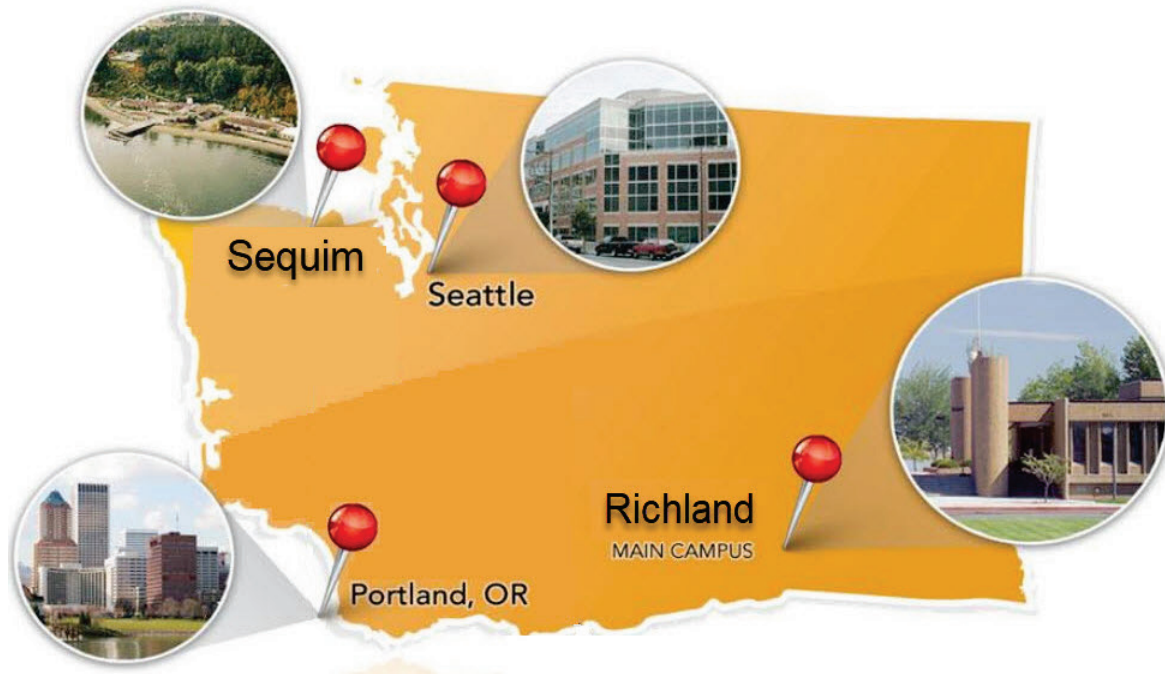 Sequim
Seattle
Richland
MAIN CAMPUS
Portland, OR